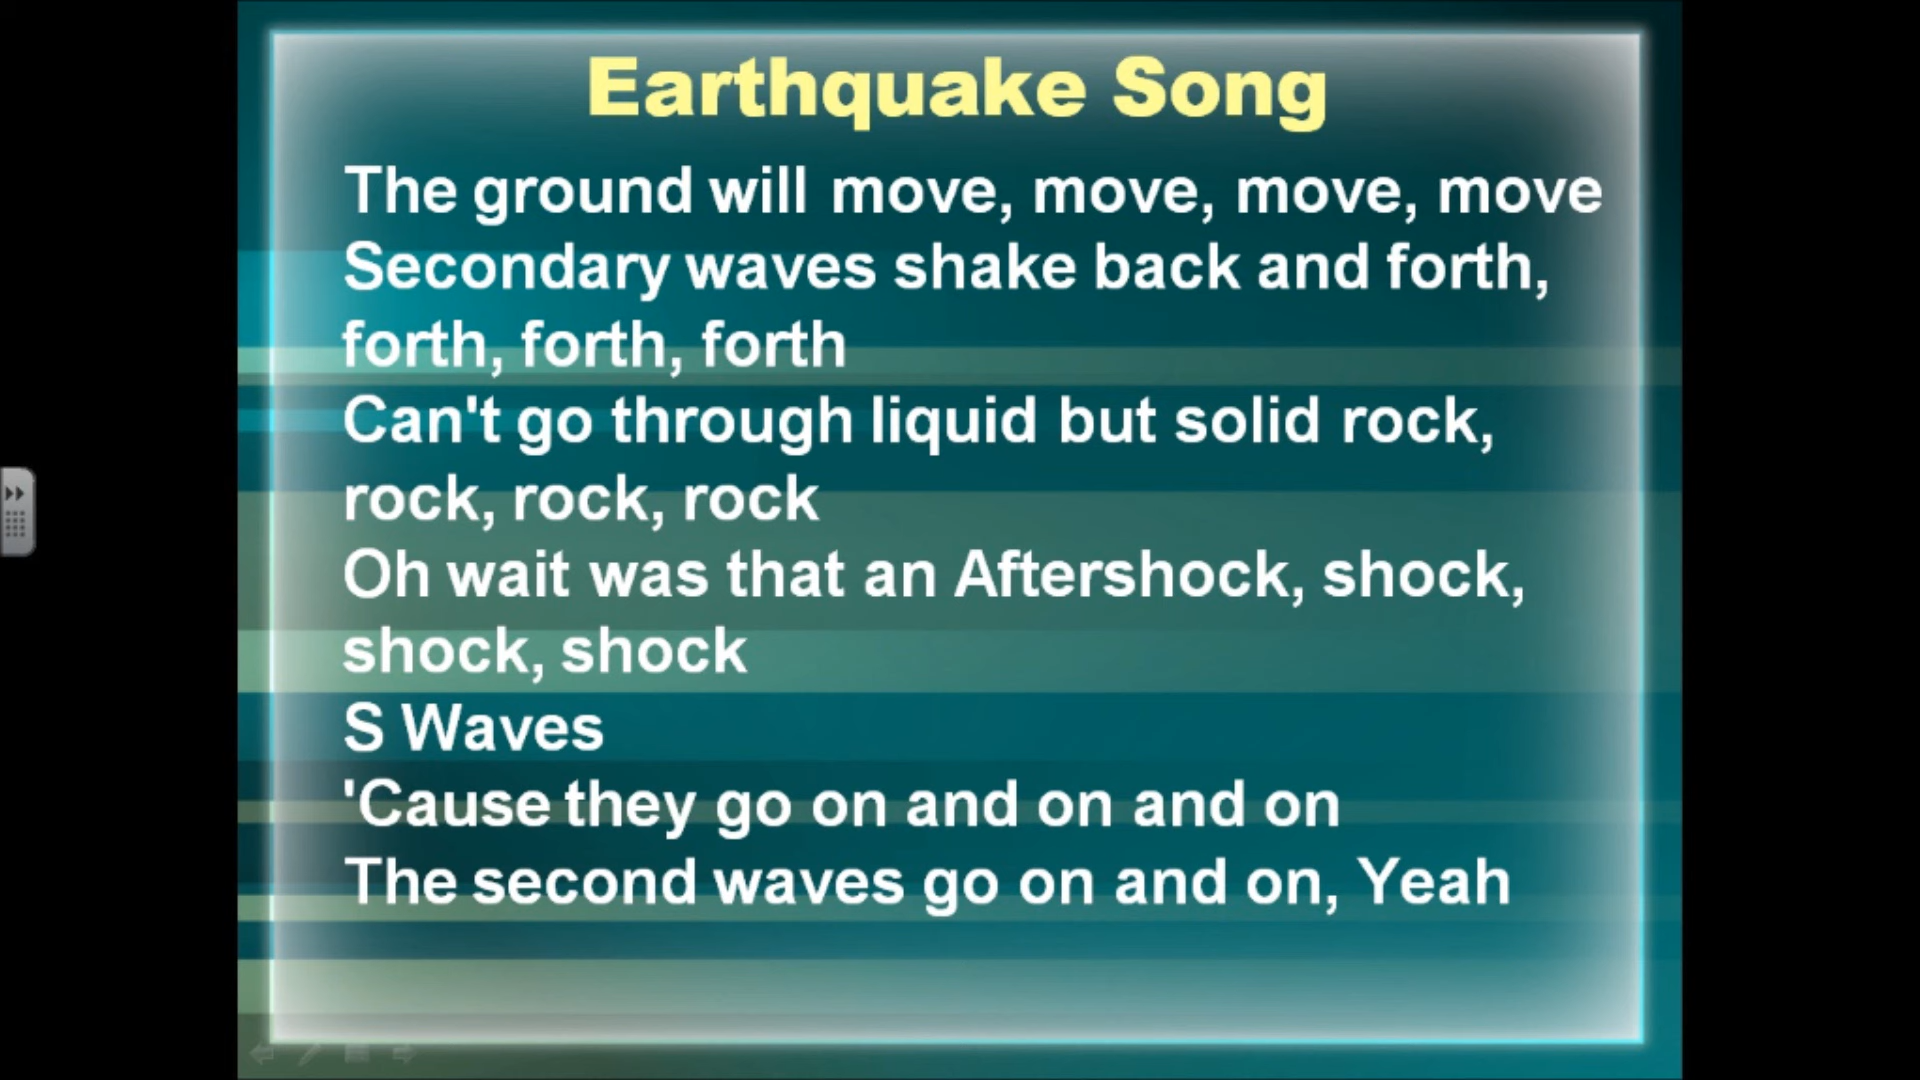 Earthquake Song
The ground will move, move, move, move
Secondary waves shake back and forth,
forth, forth, forth
Can't go through liquid but solid rock,
rock, rock, rock
Oh wait was that an Aftershock, shock,
shock, shock
S Waves
'Cause they go on and on and on
The second waves go on and on, Yeah